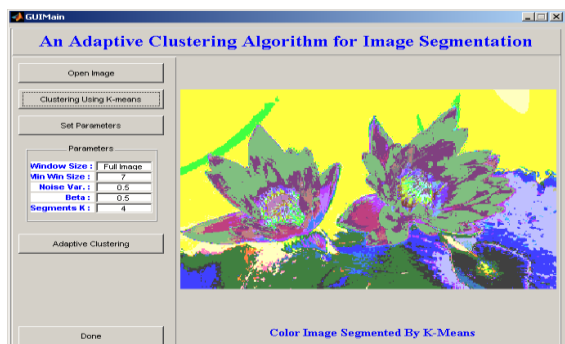 GUIMain
An Adaptive Clustering Algorithm for Image Segmentation
Open Image
Clustering Using K-means
Set Parameters
Parameters
Window Size : Full Image
Min Win Size : 7
Noise Var. : 0.5
Beta : 0.5
Segments K : 4
Adaptive Clustering
Done
Color Image Segmented By K-Means